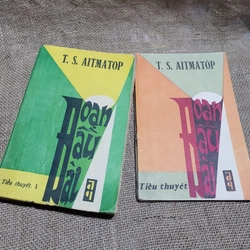 T. S. AITMATOP
Đoạn
Đầu
Đài
Tiểu thuyết. 1
T. S. AITMATOP
Đoạn
Đầu
Đài
Tiểu thuyết